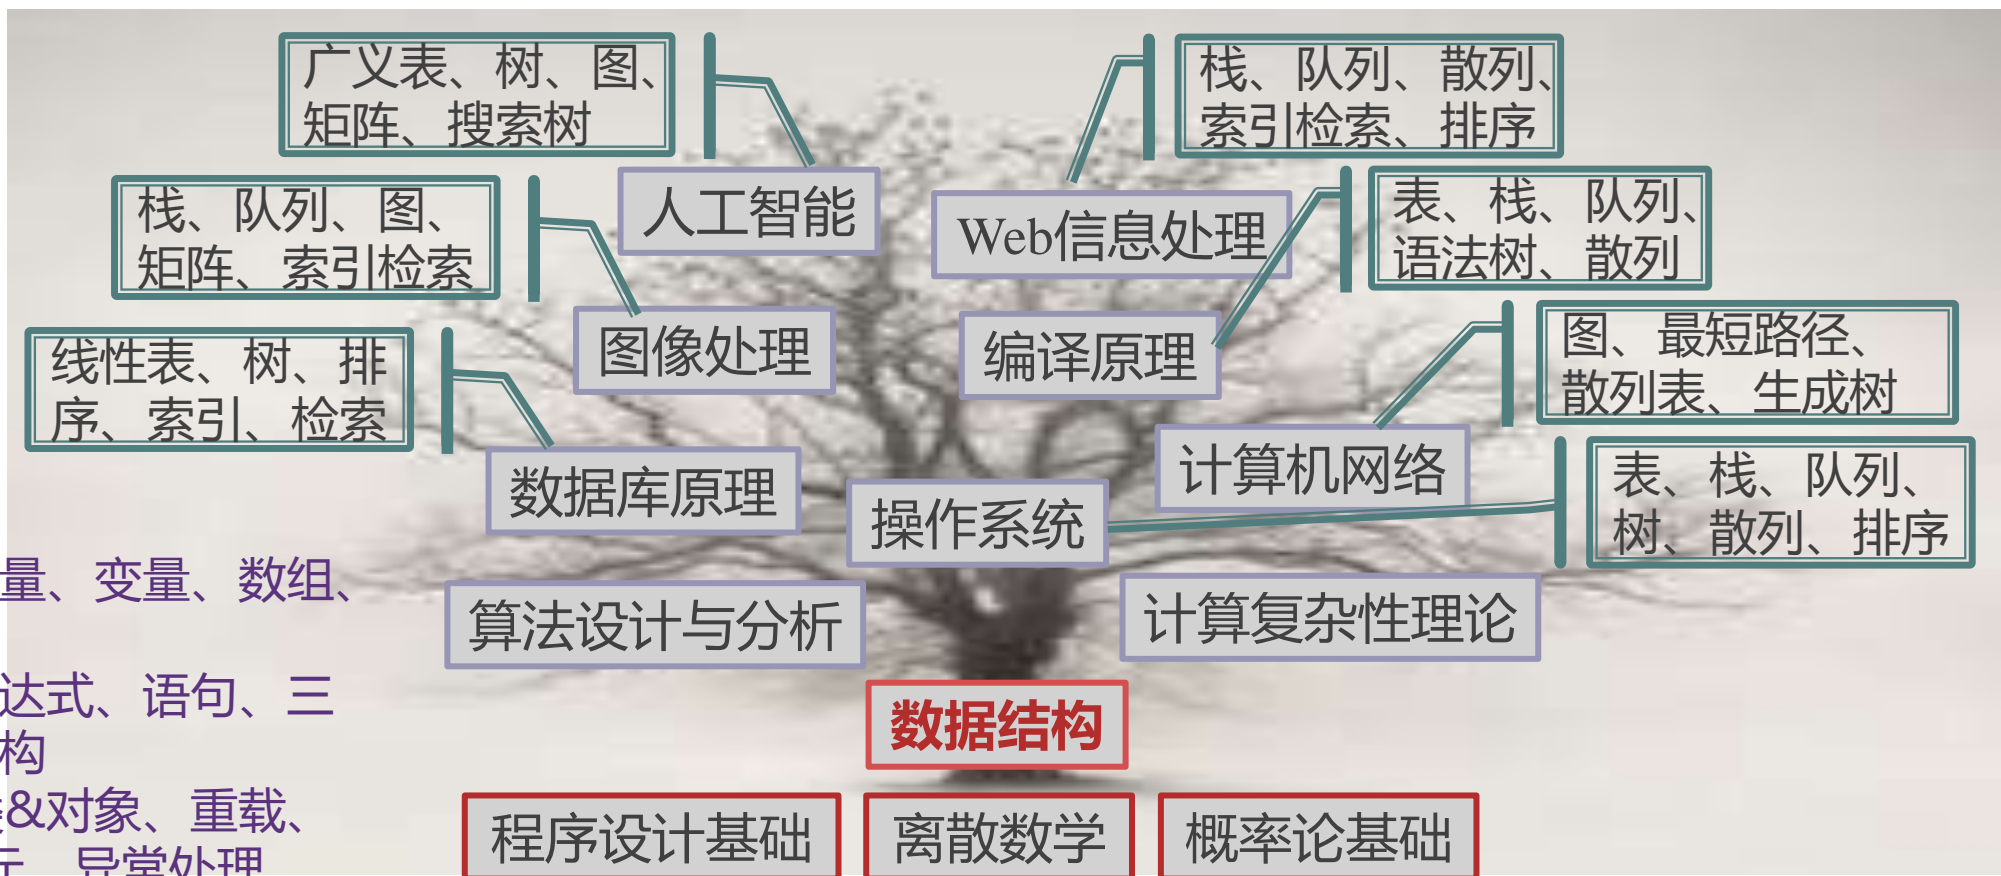 广义表、树、图、
矩阵、搜索树
栈、队列、散列、
索引检索、排序
人工智能
Web信息处理
栈、队列、图、
矩阵、索引检索
表、栈、队列、
语法树、散列
图像处理
编译原理
线性表、树、排
序、索引、检索
图、最短路径、
散列表、生成树
数据库原理
计算机网络
操作系统
表、栈、队列、
树、散列、排序
量、变量、数组、
算法设计与分析
计算复杂性理论
达式、语句、三
构
数据结构
&对象、重载、
程序设计基础
离散数学
概率论基础
、异常处理